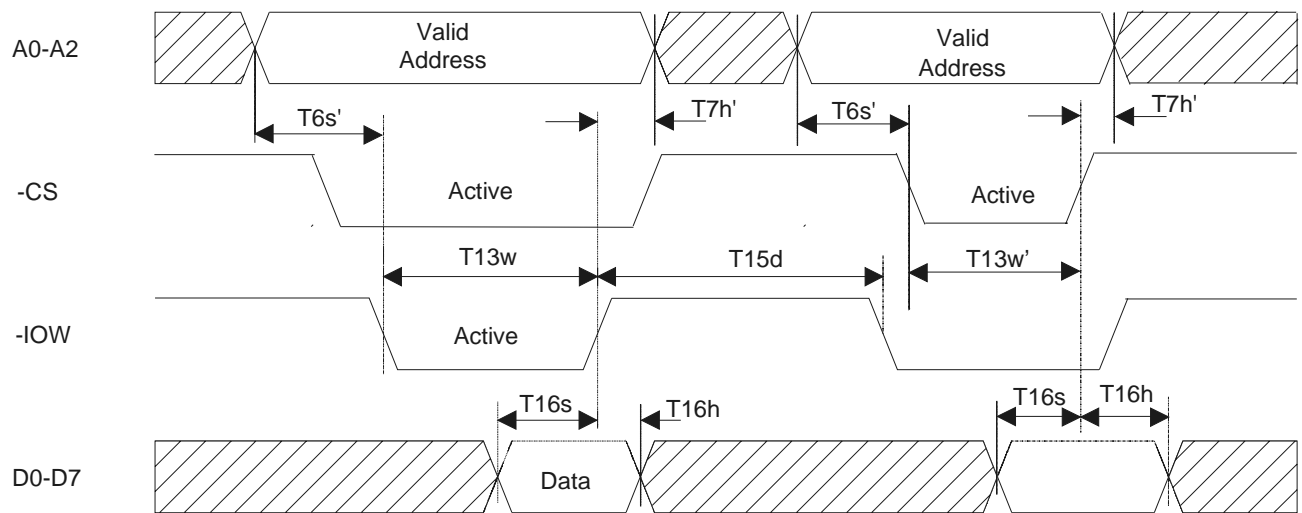 A0-A2
Valid
Address
Valid
Address
T6s'
T7h'
T6s'
T7h'
-CS
Active
Active
T13w
T15d
T13w’
-IOW
Active
T16s
T16h
T16s
T16h
D0-D7
Data